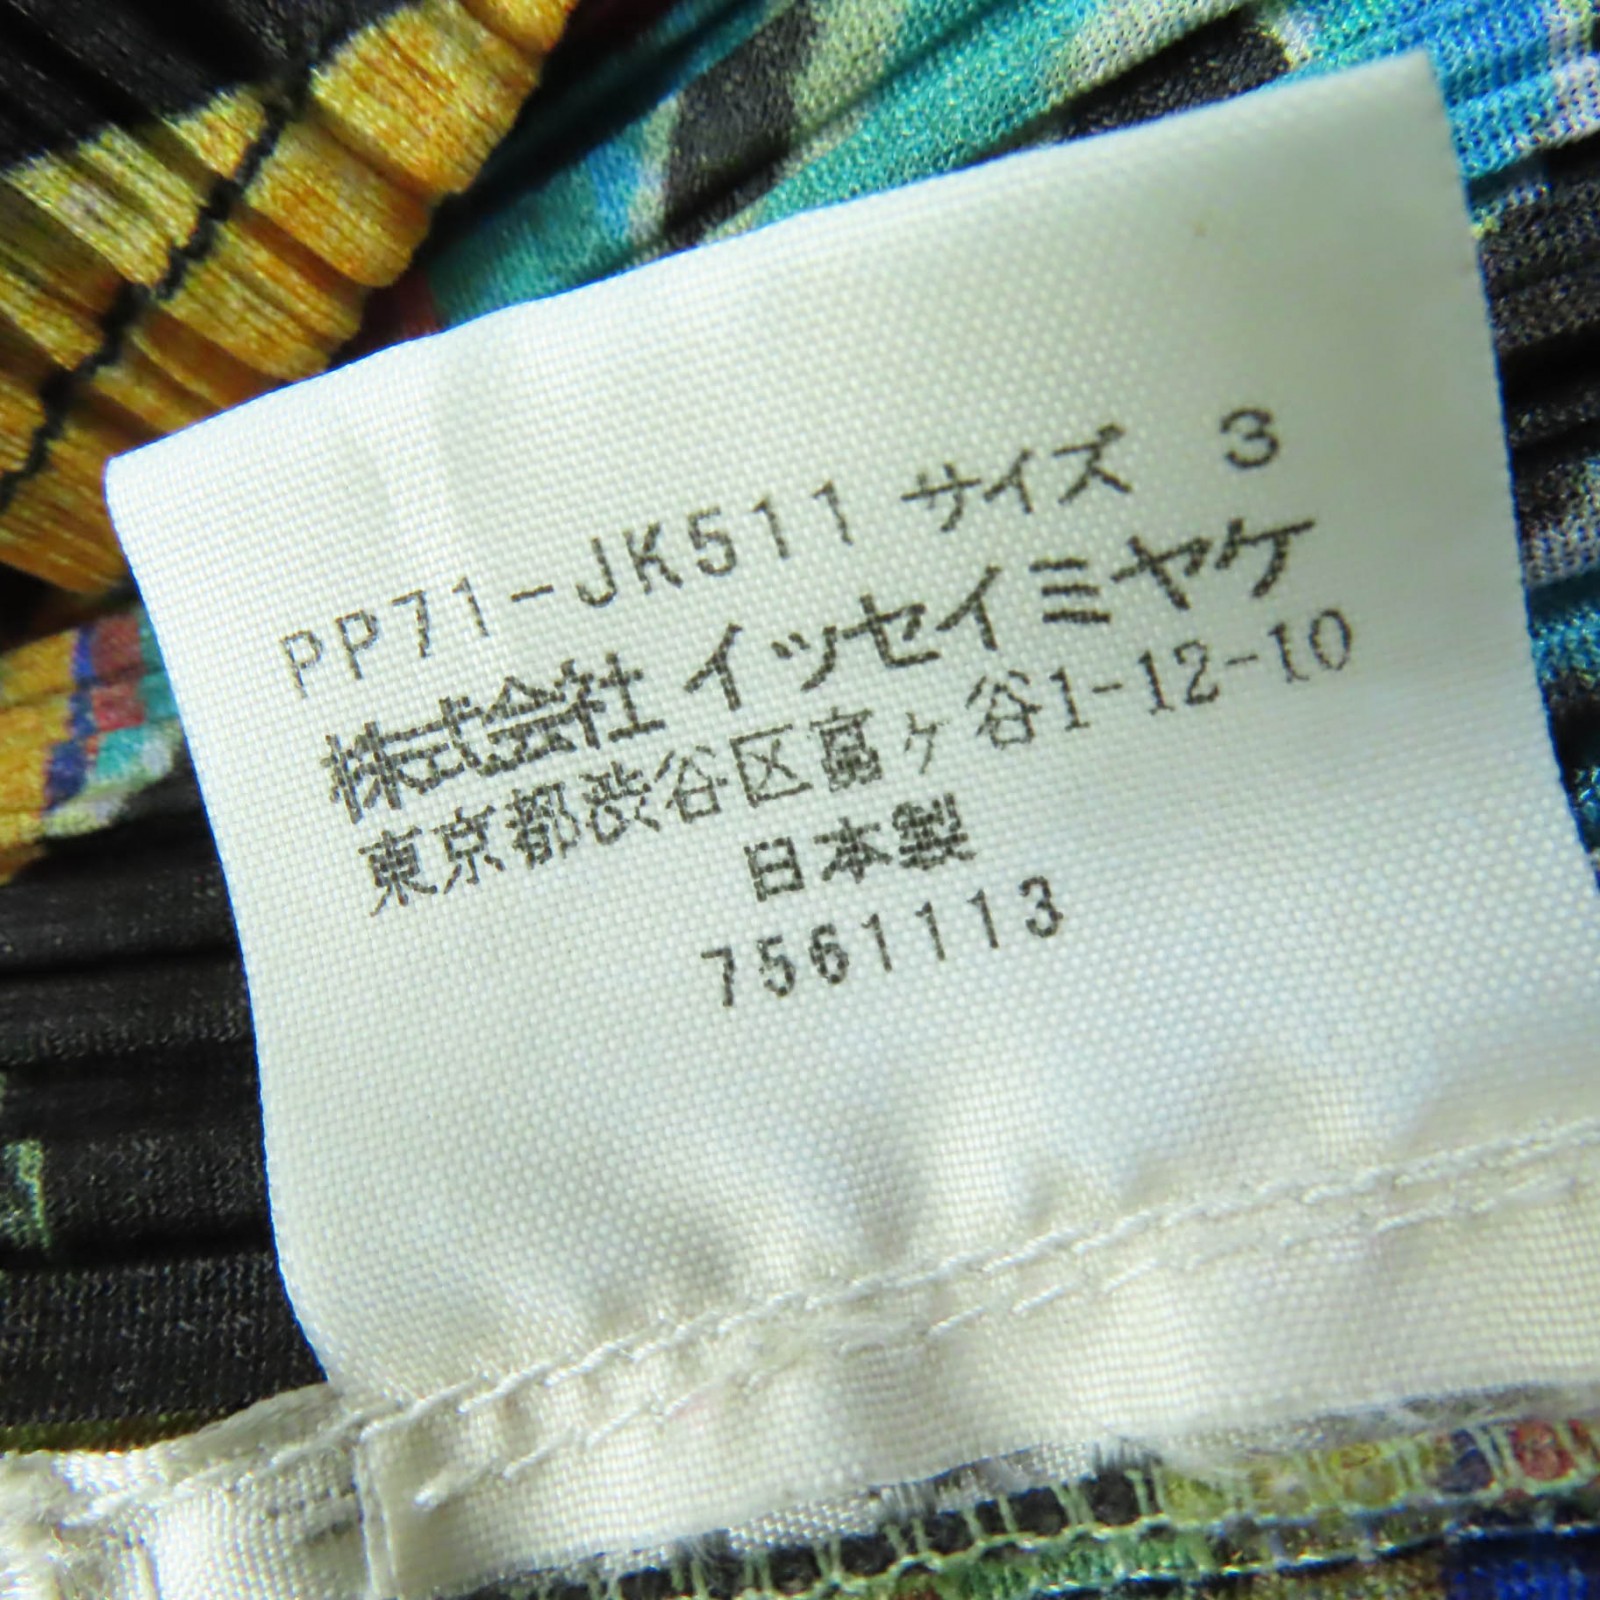 PP71-JK511 サイズ 3
株式会社 イッセイミヤケ
東京都渋谷区富ヶ谷1-12-10
日本製
7561113